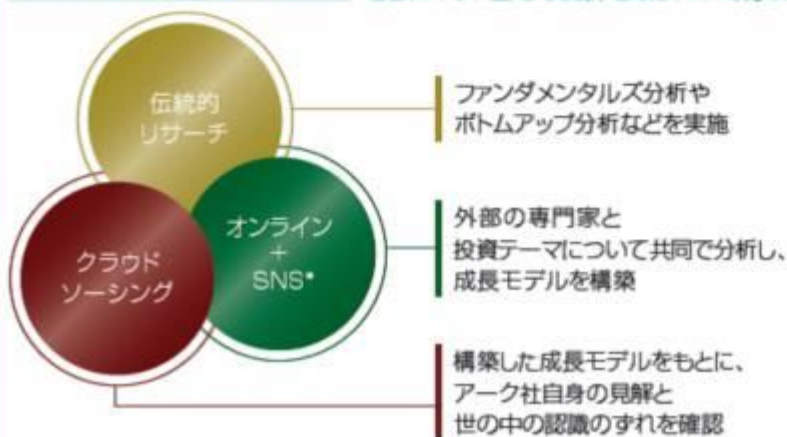 伝統的
リサーチ
ファンダメンタルズ分析や
ボトムアップ分析などを実施
オンライン
+
SNS*
外部の専門家と
投資テーマについて共同で分析し、
成長モデルを構築
クラウド
ソーシング
構築した成長モデルをもとに、
アーク社自身の見解と
世の中の認識のずれを確認